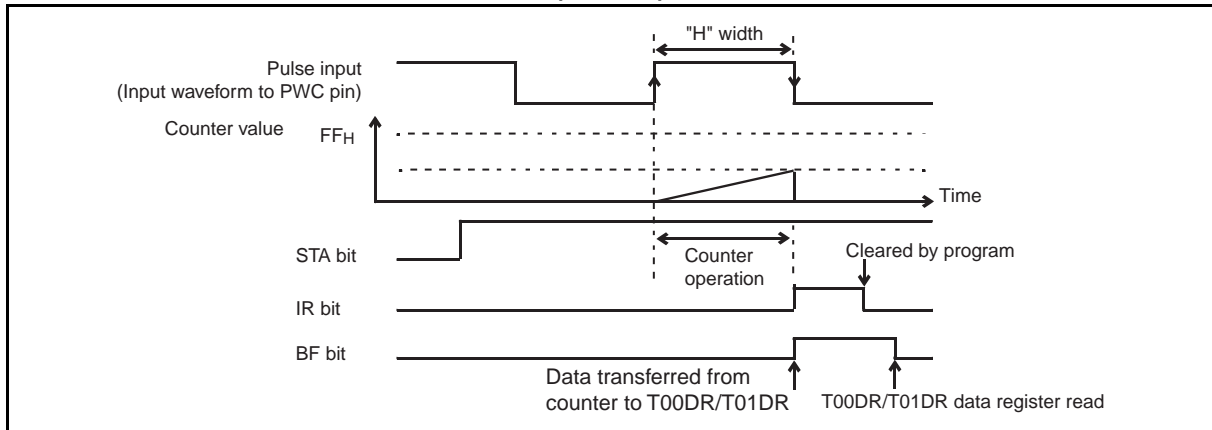 "H" width
Pulse input
(Input waveform to PWC pin)
Counter value
FFH
Time
STA bit
Counter
operation
Cleared by program
IR bit
BF bit
Data transferred from
counter to T00DR/T01DR
T00DR/T01DR data register read